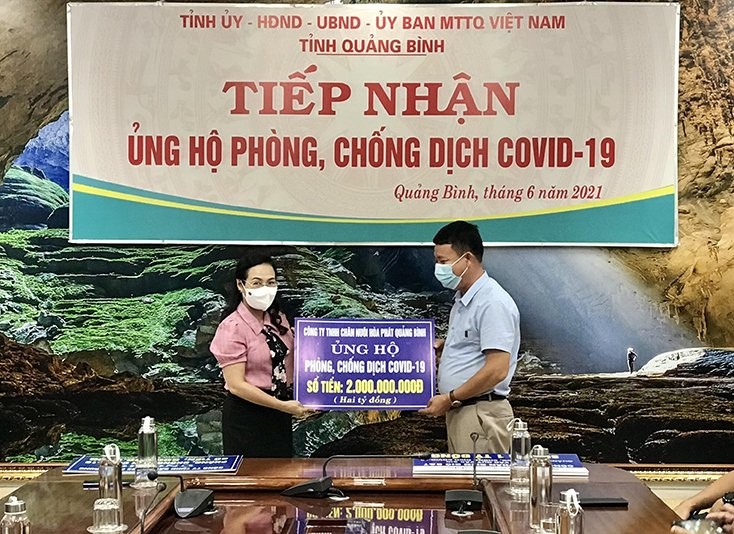 TỈNH ỦY - HĐND - UBND - ỦY BAN MTTQ VIỆT NAM
TỈNH QUẢNG BÌNH
TIẾP NHẬN
ỦNG HỘ PHÒNG, CHỐNG DỊCH COVID-19
Quảng Bình, tháng 6 năm 2021
CÔNG TY TNHH CHĂN NUÔI HÒA PHÁT QUẢNG BÌNH
ỦNG HỘ
PHÒNG, CHỐNG DỊCH COVID-19
SỐ TIỀN: 2.000.000.000Đ
( Hai tỷ đồng )